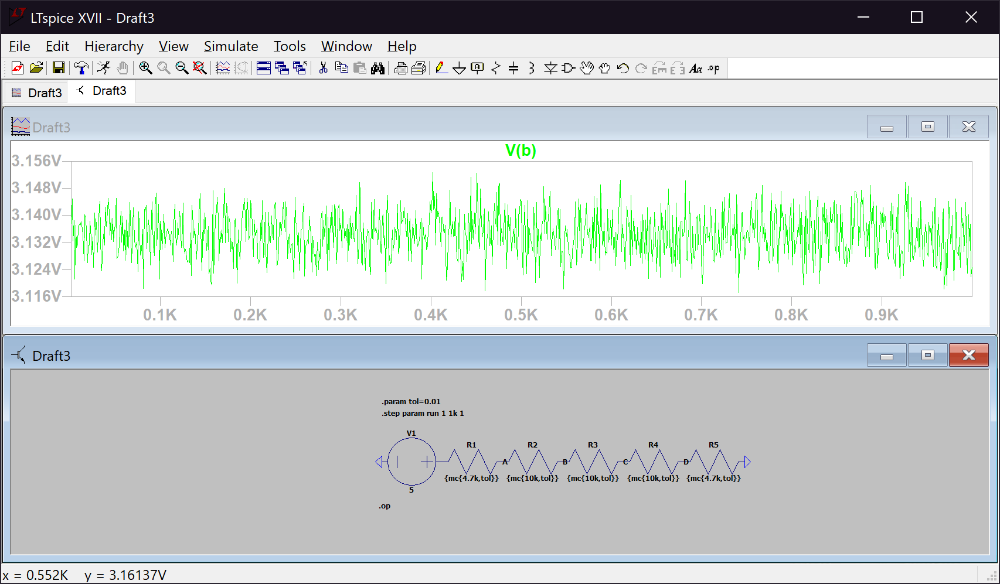 LTspice XVII - Draft3
File Edit Hierarchy View Simulate Tools Window Help
Aa .op
Draft3 Draft3
Draft3
V(b)
3.156V
3.148V
3.140V
3.132V
3.124V
3.116V
0.1K 0.2K 0.3K 0.4K 0.5K 0.6K 0.7K 0.8K 0.9K
Draft3
.param tol=0.01
.step param run 1 1k 1
V1
R1 R2 R3 R4 R5
A B C D
{mc{4.7k,tol}} {mc{10k,tol}} {mc{10k,tol}} {mc{10k,tol}} {mc{4.7k,tol}}
5
.op
x = 0.552K y = 3.16137V